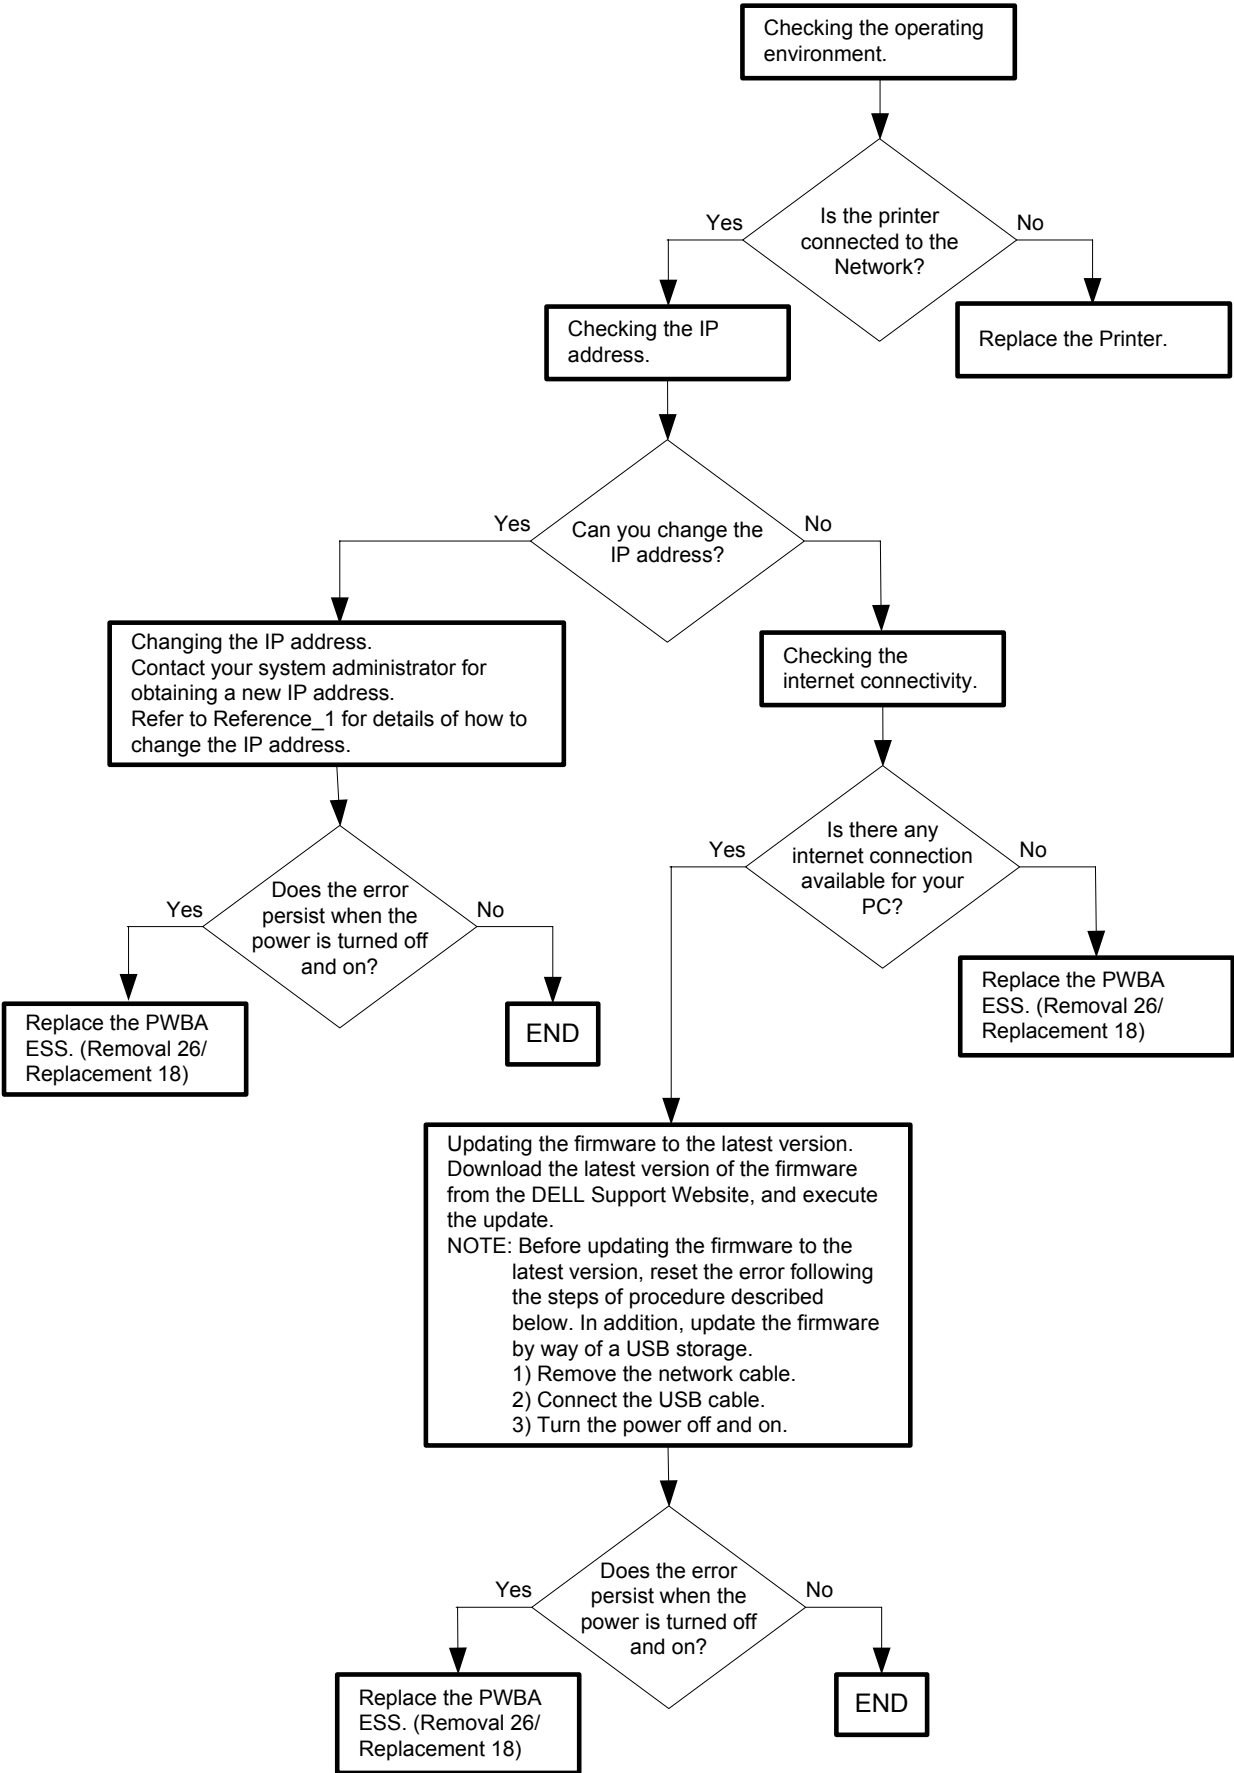 Checking the operating
environment.
Is the printer
connected to the
Network?
Yes
No
Checking the IP
address.
Replace the Printer.
Can you change the
IP address?
Yes
No
Changing the IP address.
Contact your system administrator for
obtaining a new IP address.
Refer to Reference_1 for details of how to
change the IP address.
Checking the
internet connectivity.
Does the error
persist when the
power is turned off
and on?
Yes
No
Is there any
internet connection
available for your
PC?
Yes
No
Replace the PWBA
ESS. (Removal 26/
Replacement 18)
END
Replace the PWBA
ESS. (Removal 26/
Replacement 18)
Updating the firmware to the latest version.
Download the latest version of the firmware
from the DELL Support Website, and execute
the update.
NOTE: Before updating the firmware to the
latest version, reset the error following
the steps of procedure described
below. In addition, update the firmware
by way of a USB storage.
1) Remove the network cable.
2) Connect the USB cable.
3) Turn the power off and on.
Does the error
persist when the
power is turned off
and on?
Yes
No
Replace the PWBA
ESS. (Removal 26/
Replacement 18)
END